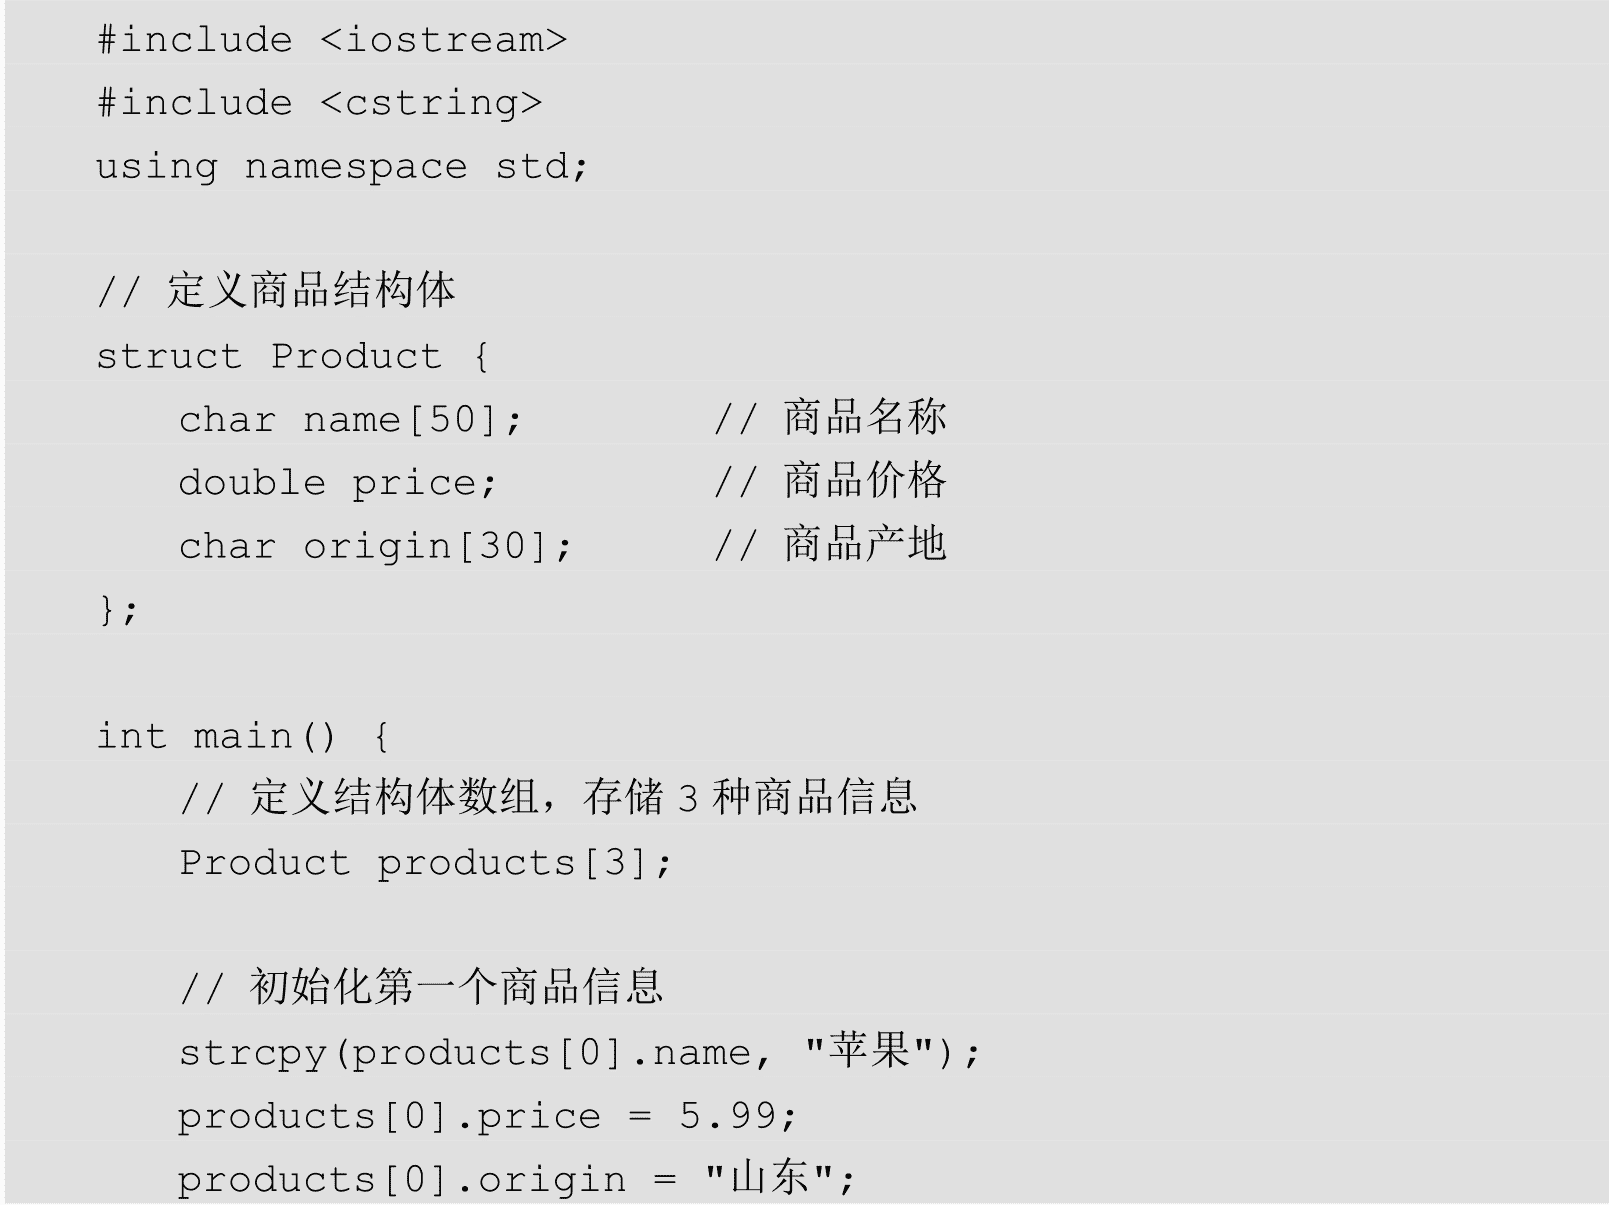 #include <iostream>
#include <cstring>
using namespace std;
// 定义商品结构体
struct Product {
char name[50]; // 商品名称
double price; // 商品价格
char origin[30]; // 商品产地
};
int main() {
// 定义结构体数组，存储 3 种商品信息
Product products[3];
// 初始化第一个商品信息
strcpy(products[0].name, "苹果");
products[0].price = 5.99;
products[0].origin = "山东";